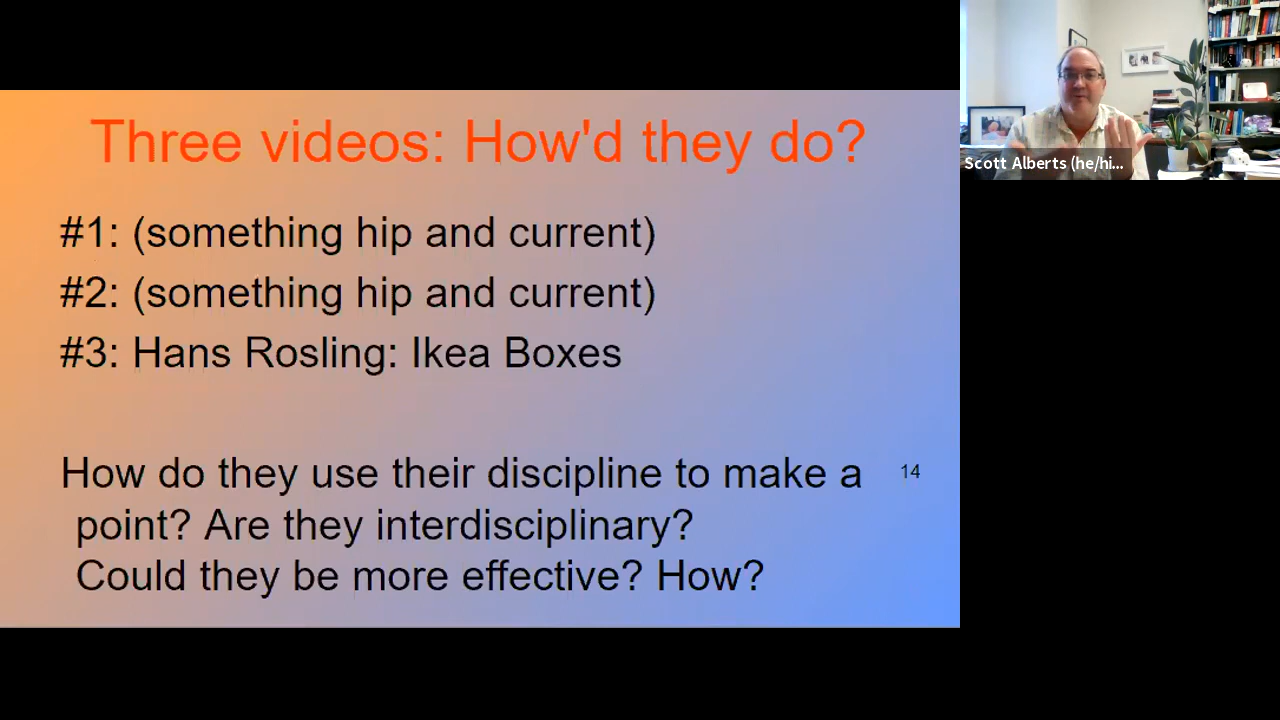 Three videos: How'd they do?
#1: (something hip and current)
#2: (something hip and current)
#3: Hans Rosling: Ikea Boxes
How do they use their discipline to make a
point? Are they interdisciplinary?
Could they be more effective? How?
14
Scott Alberts (he/hi...